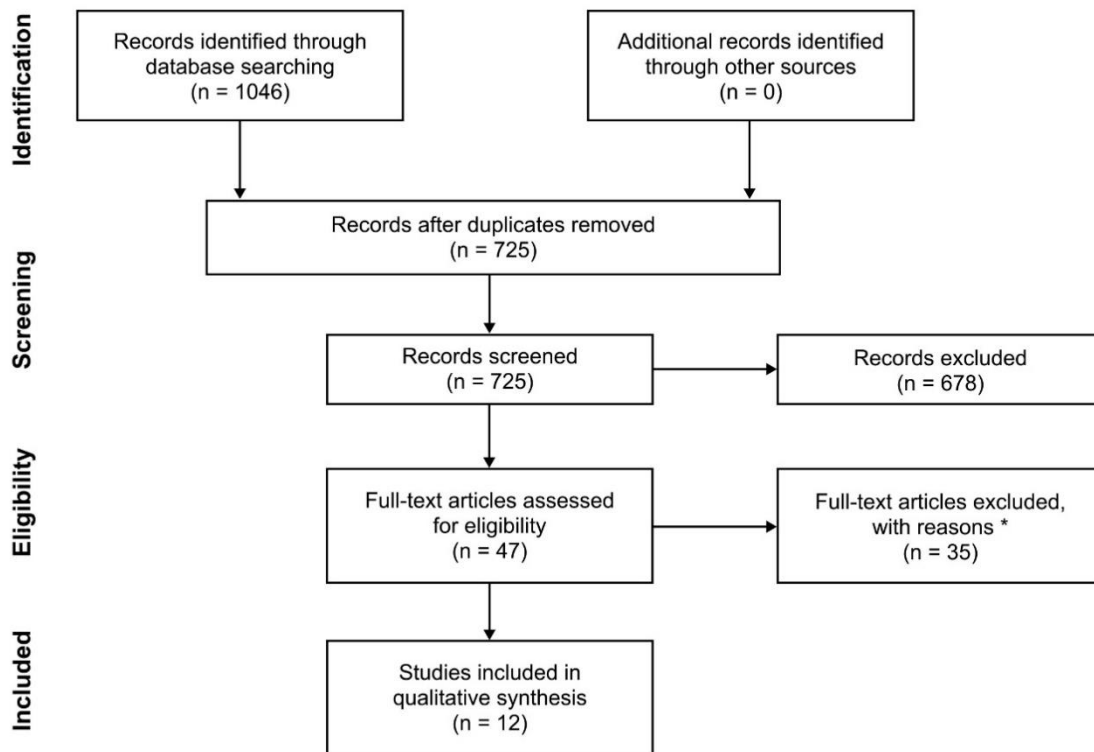 Identification
Records identified through
database searching
(n = 1046)
Additional records identified
through other sources
(n = 0)
Records after duplicates removed
(n = 725)
Screening
Records screened
(n = 725)
Records excluded
(n = 678)
Eligibility
Full-text articles assessed
for eligibility
(n = 47)
Full-text articles excluded,
with reasons *
(n = 35)
Included
Studies included in
qualitative synthesis
(n = 12)